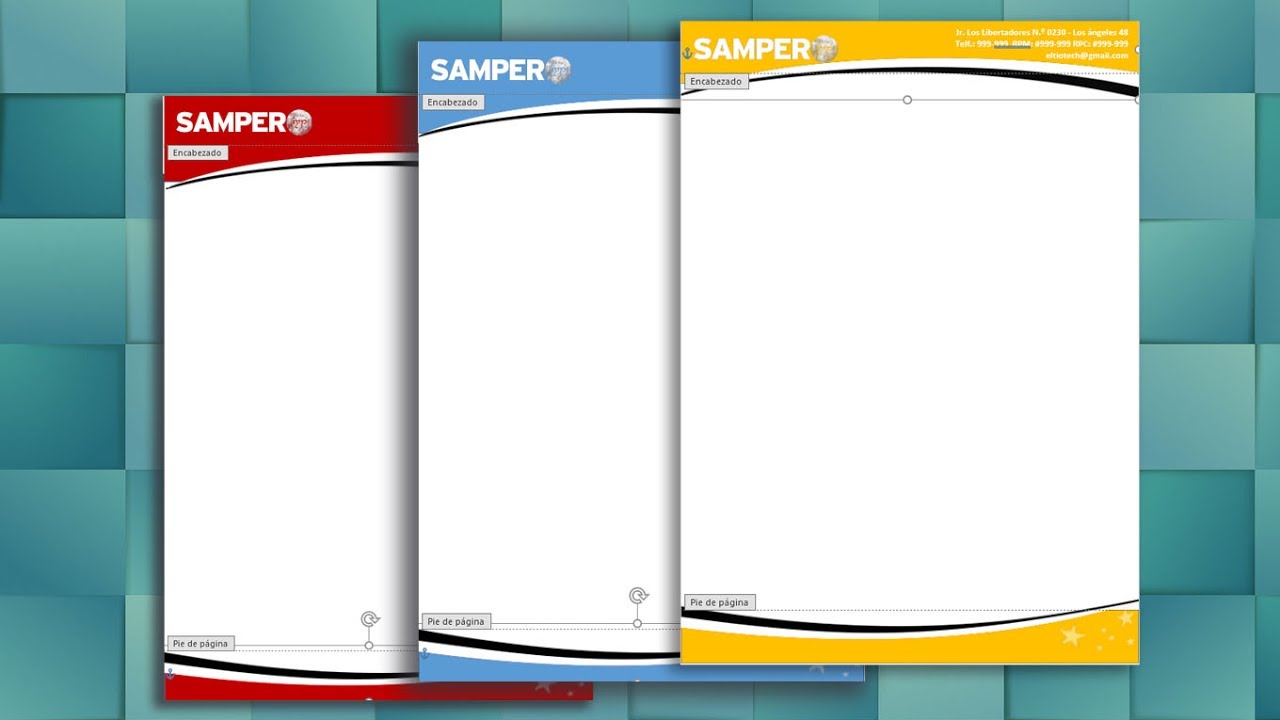 SAMPER
Encabezado
Pie de página
SAMPER
Encabezado
Pie de página
SAMPER
Jr. Los Libertadores N.º 0230 - Los ángeles 48
Telf.: 999-999 RPM: #999-999 RPC: #999-999
eltiotech@gmail.com
Encabezado
Pie de página